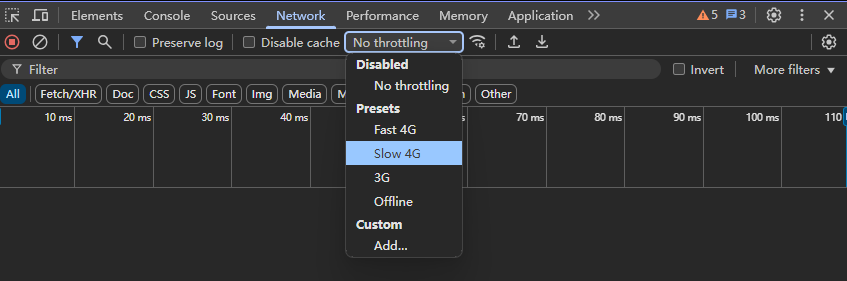 Elements Console Sources Network Performance Memory Application 5 3
Preserve log Disable cache No throttling
Filter Invert More filters
All Fetch/XHR Doc CSS JS Font Img Media Other
10 ms 20 ms 30 ms 40 ms 70 ms 80 ms 90 ms 100 ms 110
Disabled
No throttling
Presets
Fast 4G
Slow 4G
3G
Offline
Custom
Add...